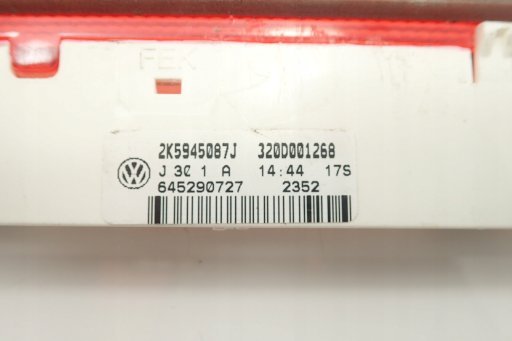 FEK
2K5945087J 320D001268
J 30 1 A 14:44 17S
645290727 2352